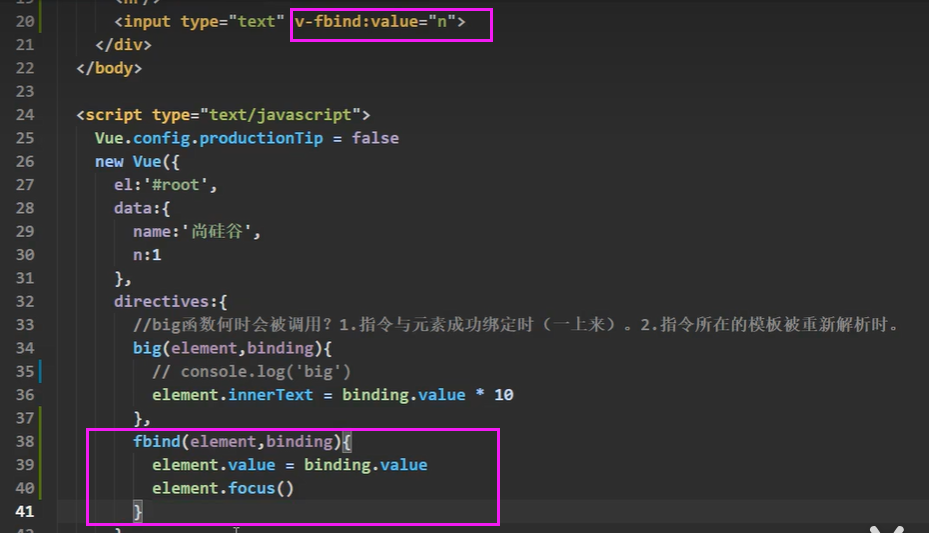 20 <input type="text" v-fbind:value="n">
21 </div>
22 </body>
23
24 <script type="text/javascript">
25 Vue.config.productionTip = false
26 new Vue({
27 el:'#root',
28 data:{
29 name:'尚硅谷',
30 n:1
31 },
32 directives:{
33 //big函数何时会被调用？1.指令与元素成功绑定时（一上来）。2.指令所在的模板被重新解析时。
34 big(element,binding){
35 // console.log('big')
36 element.innerText = binding.value * 10
37 },
38 fbind(element,binding){
39 element.value = binding.value
40 element.focus()
41 }